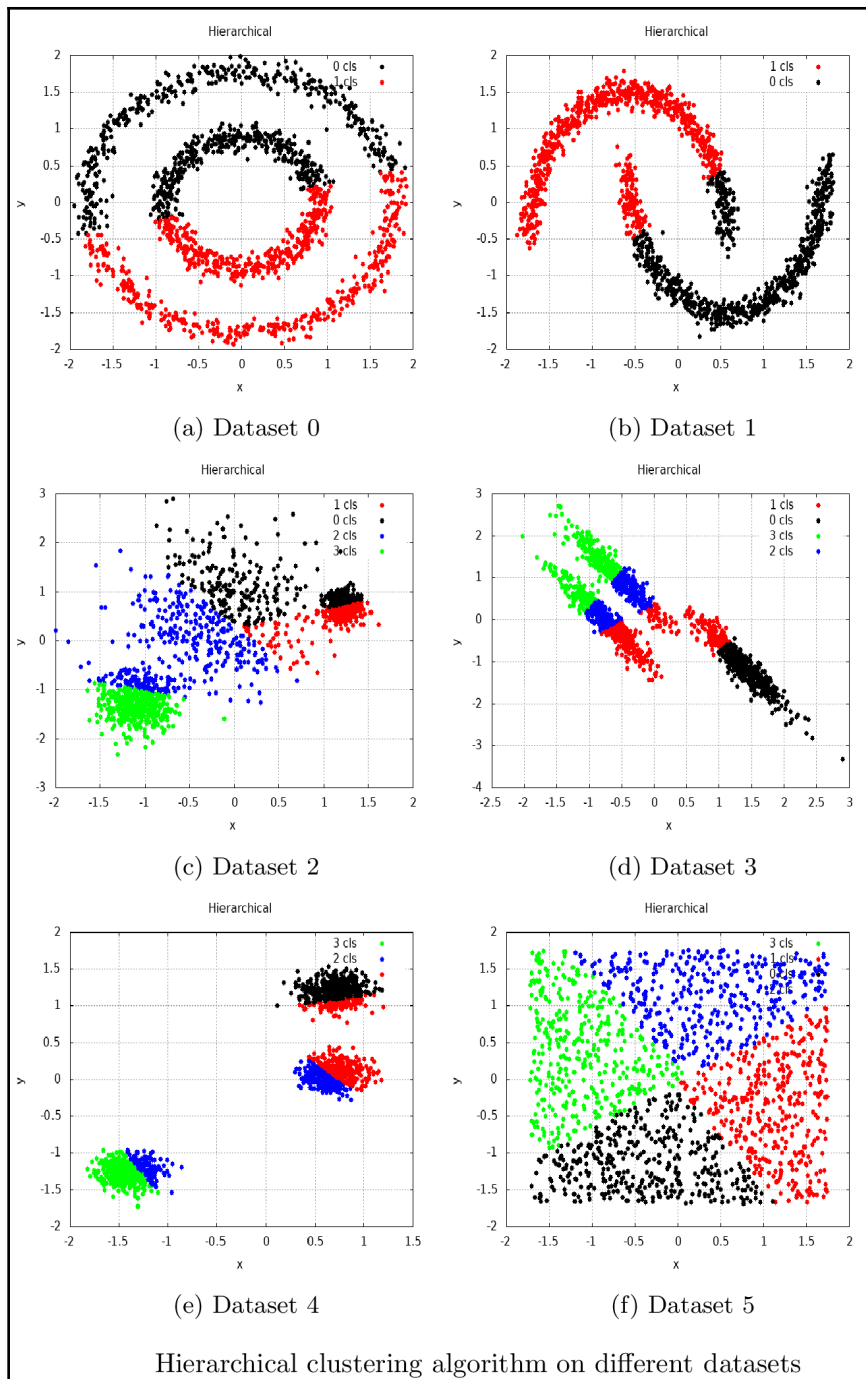 Hierarchical
0 cls
1 cls
y
2
1.5
1
0.5
0
-0.5
-1
-1.5
-2
-2 -1.5 -1 -0.5 0 0.5 1 1.5 2
x
(a) Dataset 0
Hierarchical
1 cls
0 cls
y
2
1.5
1
0.5
0
-0.5
-1
-1.5
-2
-2 -1.5 -1 -0.5 0 0.5 1 1.5 2
x
(b) Dataset 1
Hierarchical
1 cls
0 cls
2 cls
3 cls
y
3
2
1
0
-1
-2
-3
-2 -1.5 -1 -0.5 0 0.5 1 1.5 2
x
(c) Dataset 2
Hierarchical
1 cls
0 cls
3 cls
2 cls
y
3
2
1
0
-1
-2
-3
-4
-2.5 -2 -1.5 -1 -0.5 0 0.5 1 1.5 2 2.5 3
x
(d) Dataset 3
Hierarchical
3 cls
2 cls
y
2
1.5
1
0.5
0
-0.5
-1
-1.5
-2
-2 -1.5 -1 -0.5 0 0.5 1 1.5
x
(e) Dataset 4
Hierarchical
3 cls
1 cls
0 cls
2 cls
y
2
1.5
1
0.5
0
-0.5
-1
-1.5
-2
-2 -1.5 -1 -0.5 0 0.5 1 1.5 2
x
(f) Dataset 5
Hierarchical clustering algorithm on different datasets